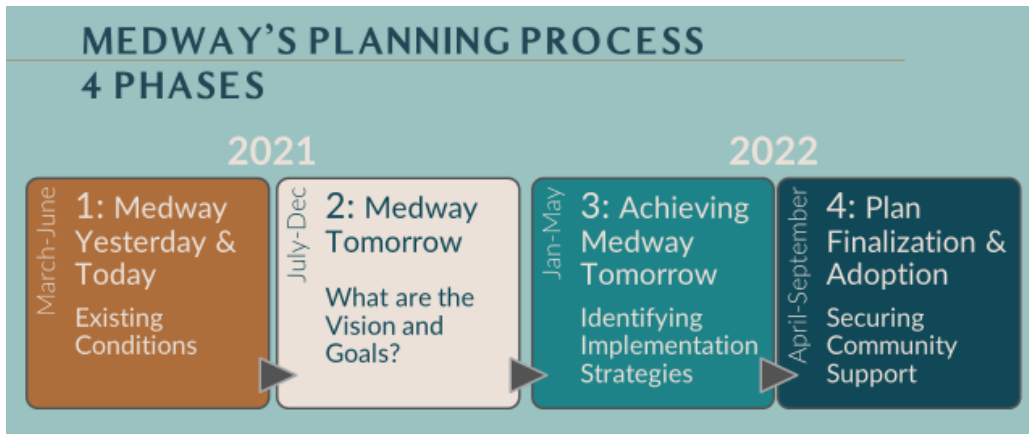 MEDWAY'S PLANNING PROCESS
4 PHASES
2021
2022
March-June
1: Medway
Yesterday &
Today
Existing
Conditions
July-Dec
2: Medway
Tomorrow
What are the
Vision and
Goals?
Jan-May
3: Achieving
Medway
Tomorrow
Identifying
Implementation
Strategies
April-September
4: Plan
Finalization &
Adoption
Securing
Community
Support